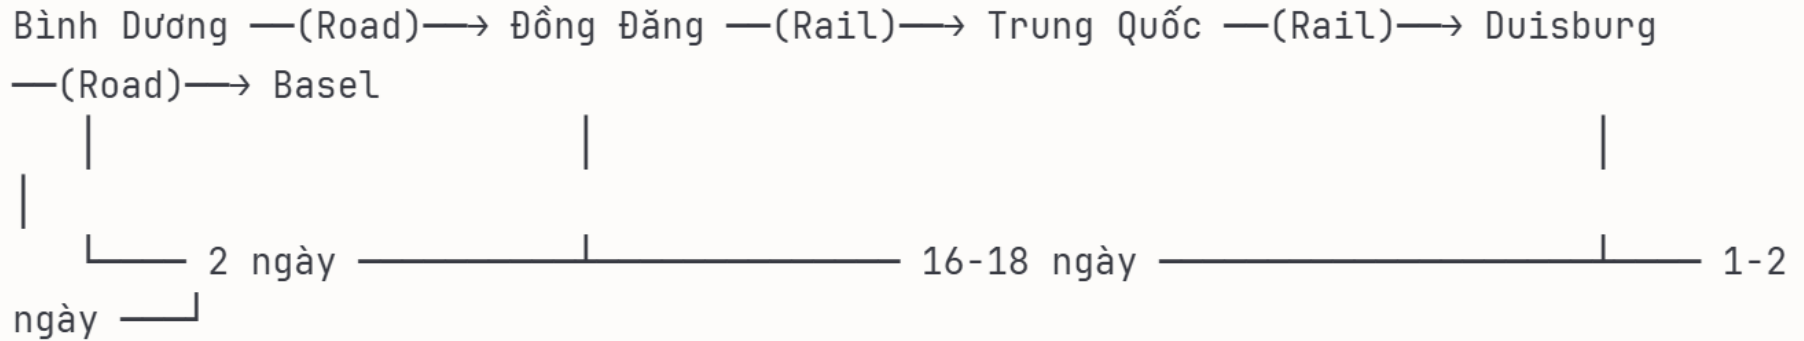 Bình Dương ──(Road)──→ Đồng Đăng ──(Rail)──→ Trung Quốc ──(Rail)──→ Duisburg
──(Road)──→ Basel
│ │ │
│
└──── 2 ngày ──────────┴────────────── 16-18 ngày ────────────────────┴──── 1-2
ngày ───┘